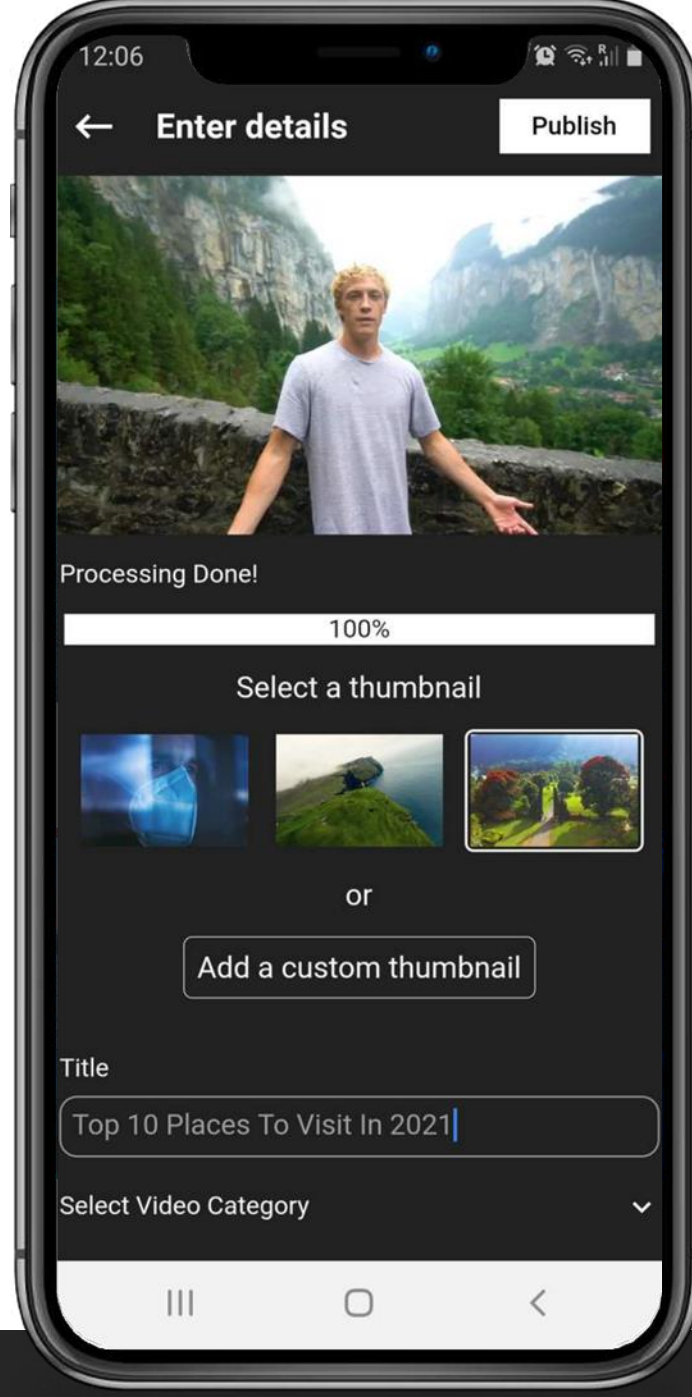 12:06
R
Enter details
Publish
Processing Done!
100%
Select a thumbnail
or
Add a custom thumbnail
Title
Top 10 Places To Visit In 2021
Select Video Category